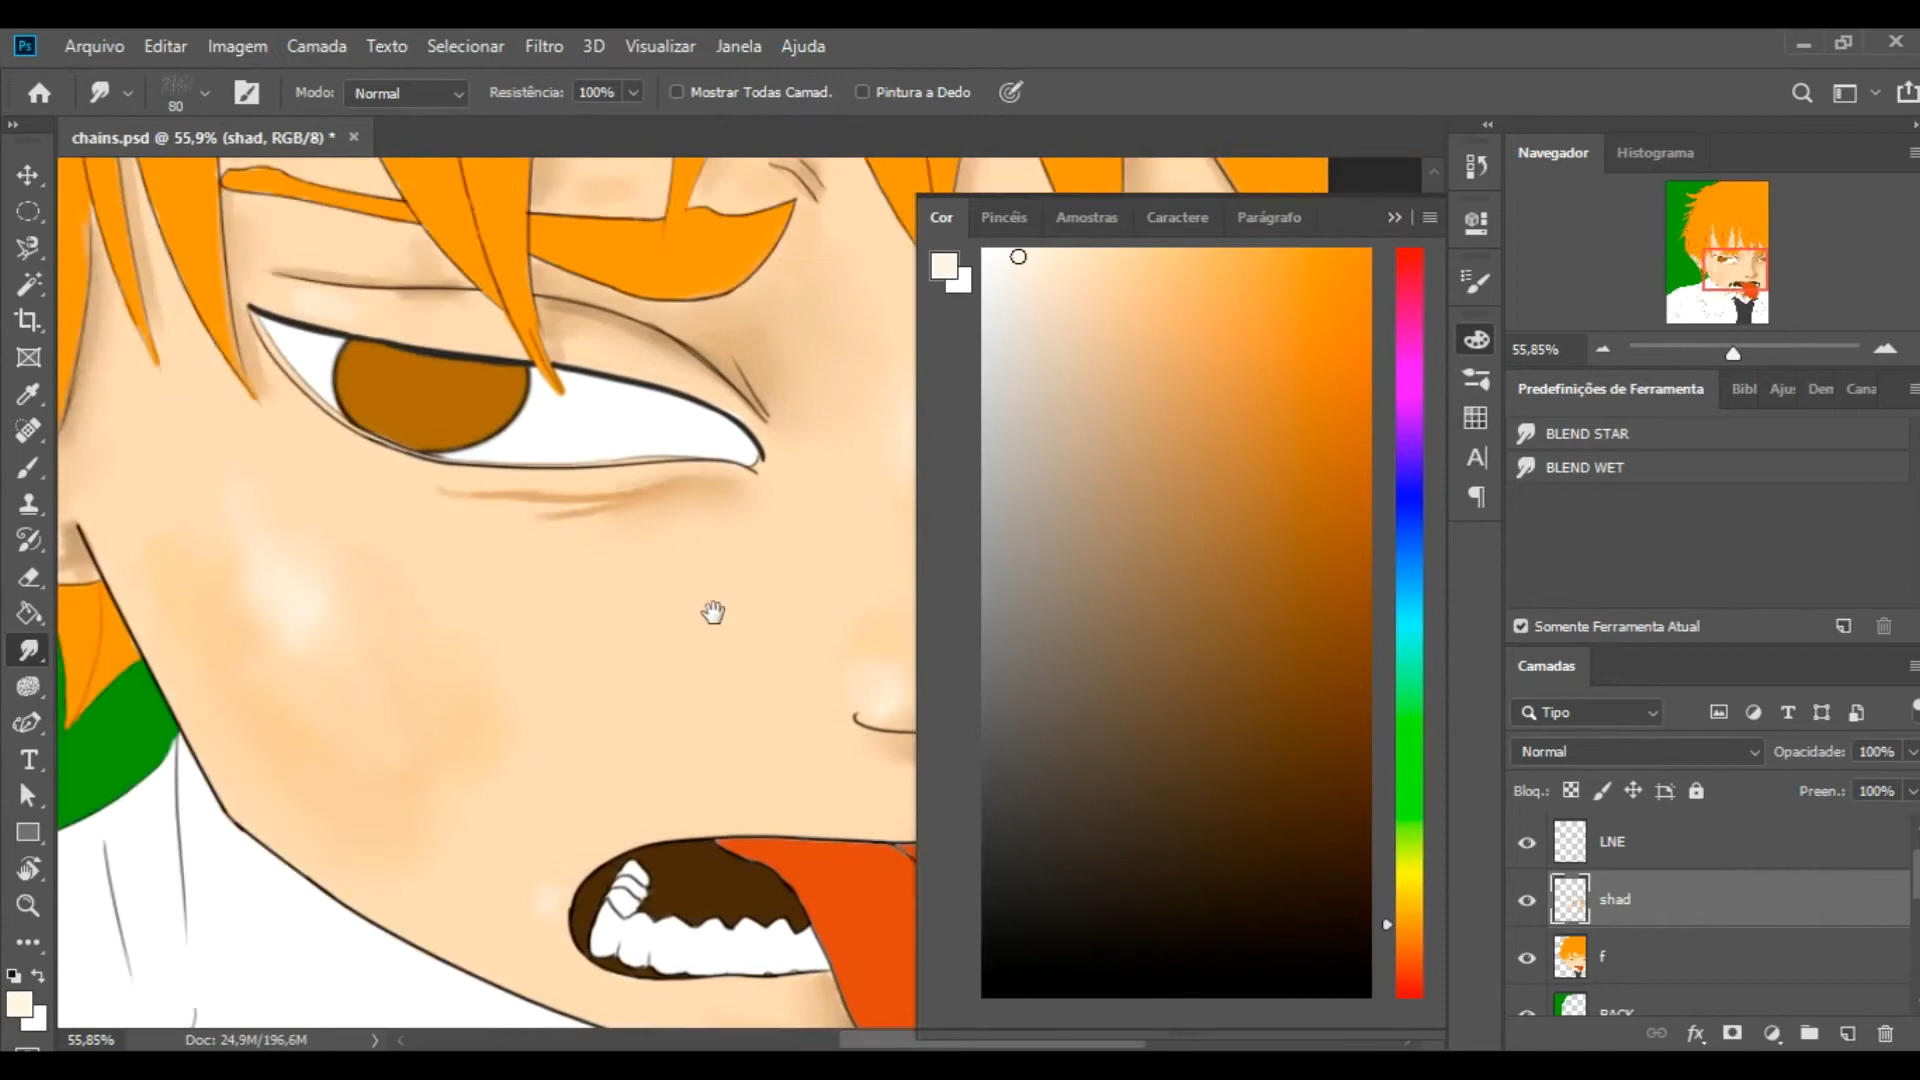 Ps Arquivo Editar Imagem Camada Texto Selecionar Filtro 3D Visualizar Janela Ajuda
80 Modo: Normal Resistência: 100% Mostrar Todas Camad. Pintura a Dedo
chains.psd @ 55,9% (shad, RGB/8) *
Navegador Histograma
Cor Pincéis Amostras Caractere Parágrafo
55,85%
Predefinições de Ferramenta Bibl Aju: Den Cana
BLEND STAR
BLEND WET
Somente Ferramenta Atual
Camadas
Tipo
Normal Opacidade: 100%
Bloq.: Preen.: 100%
LNE
shad
f
BACK
55,85% Doc: 24,9M/196,6M